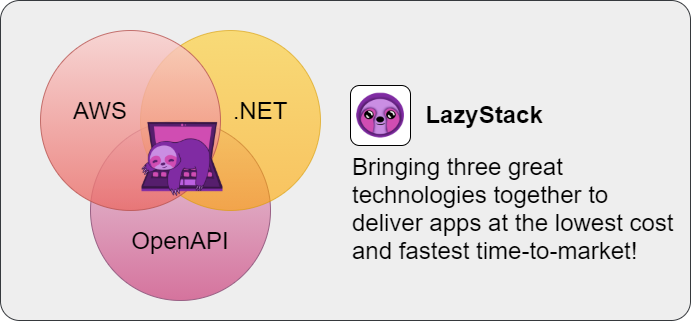 AWS
.NET
OpenAPI
LazyStack
Bringing three great
technologies together to
deliver apps at the lowest cost
and fastest time-to-market!